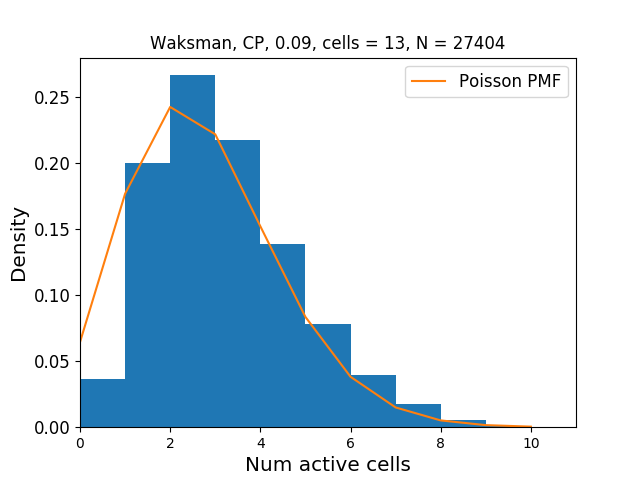 Waksman, CP, 0.09, cells = 13, N = 27404
Poisson PMF
Density
0.25
0.20
0.15
0.10
0.05
0.00
0 2 4 6 8 10
Num active cells